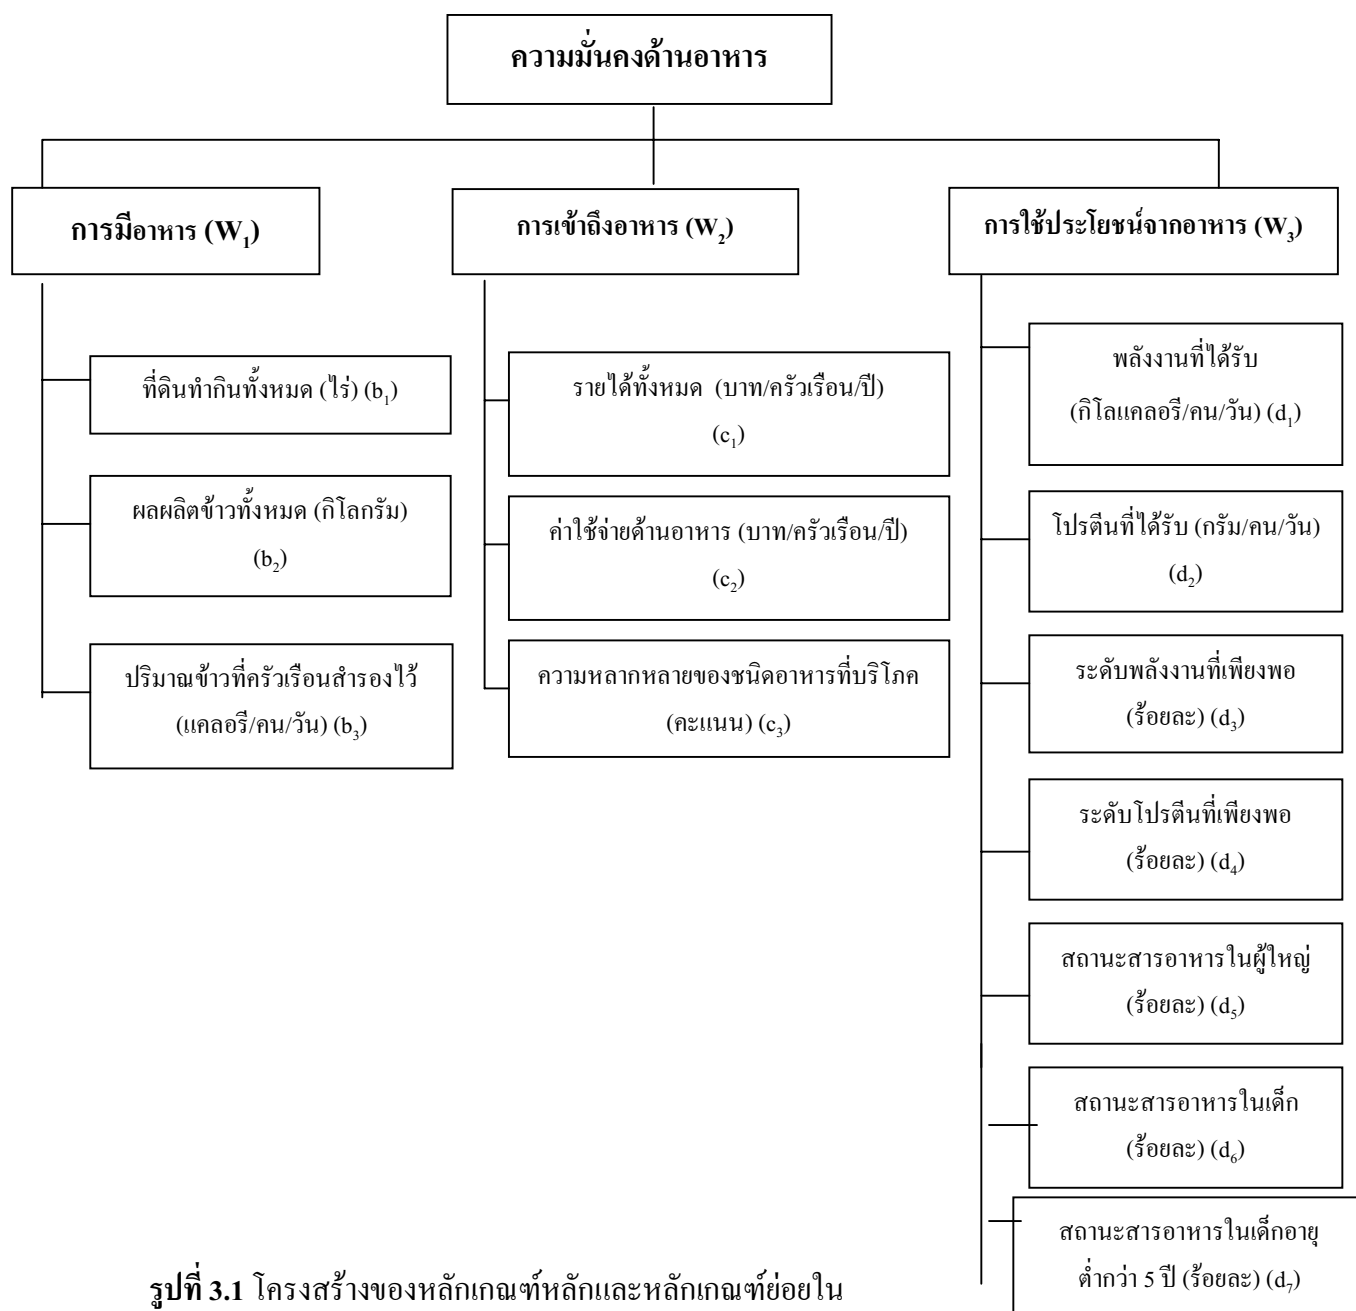 ความมั่นคงด้านอาหาร
การมีอาหาร (W₁)
ที่ดินทำกินทั้งหมด (ไร่) (b₁)
ผลผลิตข้าวทั้งหมด (กิโลกรัม)
(b₂)
ปริมาณข้าวที่ครัวเรือนสำรองไว้
(แคลอรี/คน/วัน) (b₃)
การเข้าถึงอาหาร (W₂)
รายได้ทั้งหมด (บาท/ครัวเรือน/ปี)
(c₁)
ค่าใช้จ่ายด้านอาหาร (บาท/ครัวเรือน/ปี)
(c₂)
ความหลากหลายของชนิดอาหารที่บริโภค
(คะแนน) (c₃)
การใช้ประโยชน์จากอาหาร (W₃)
พลังงานที่ได้รับ
(กิโลแคลอรี/คน/วัน) (d₁)
โปรตีนที่ได้รับ (กรัม/คน/วัน)
(d₂)
ระดับพลังงานที่เพียงพอ
(ร้อยละ) (d₃)
ระดับโปรตีนที่เพียงพอ
(ร้อยละ) (d₄)
สถานะสารอาหารในผู้ใหญ่
(ร้อยละ) (d₅)
สถานะสารอาหารในเด็ก
(ร้อยละ) (d₆)
สถานะสารอาหารในเด็กอายุ
ต่ำกว่า 5 ปี (ร้อยละ) (d₇)
รูปที่ 3.1 โครงสร้างของหลักเกณฑ์หลักและหลักเกณฑ์ย่อยใน